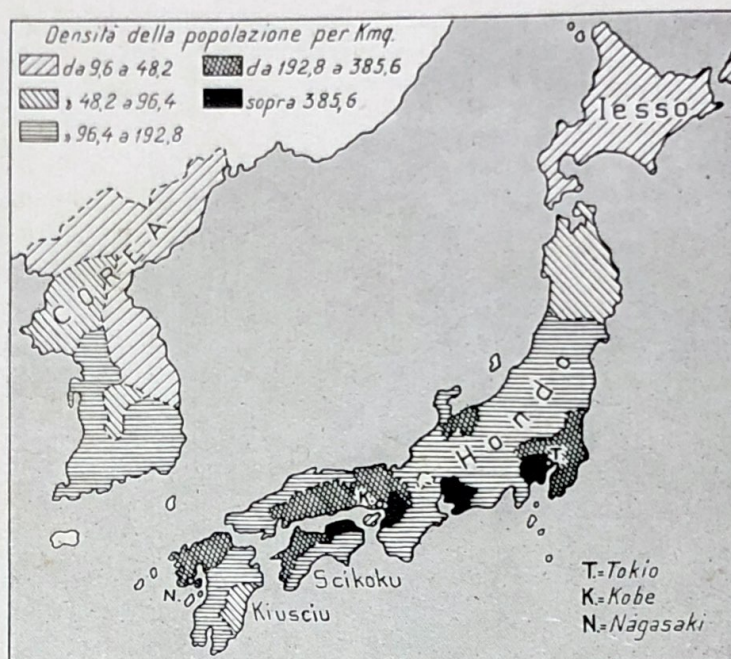 Densità della popolazione per Kmq.
da 9,6 a 48,2
da 192,8 a 385,6
» 48,2 a 96,4
sopra 385,6
» 96,4 a 192,8
Iesso
COREA
Hondo
T.
K.
N.
Scikoku
Kiusciu
T.=Tokio
K.=Kobe
N.=Nagasaki